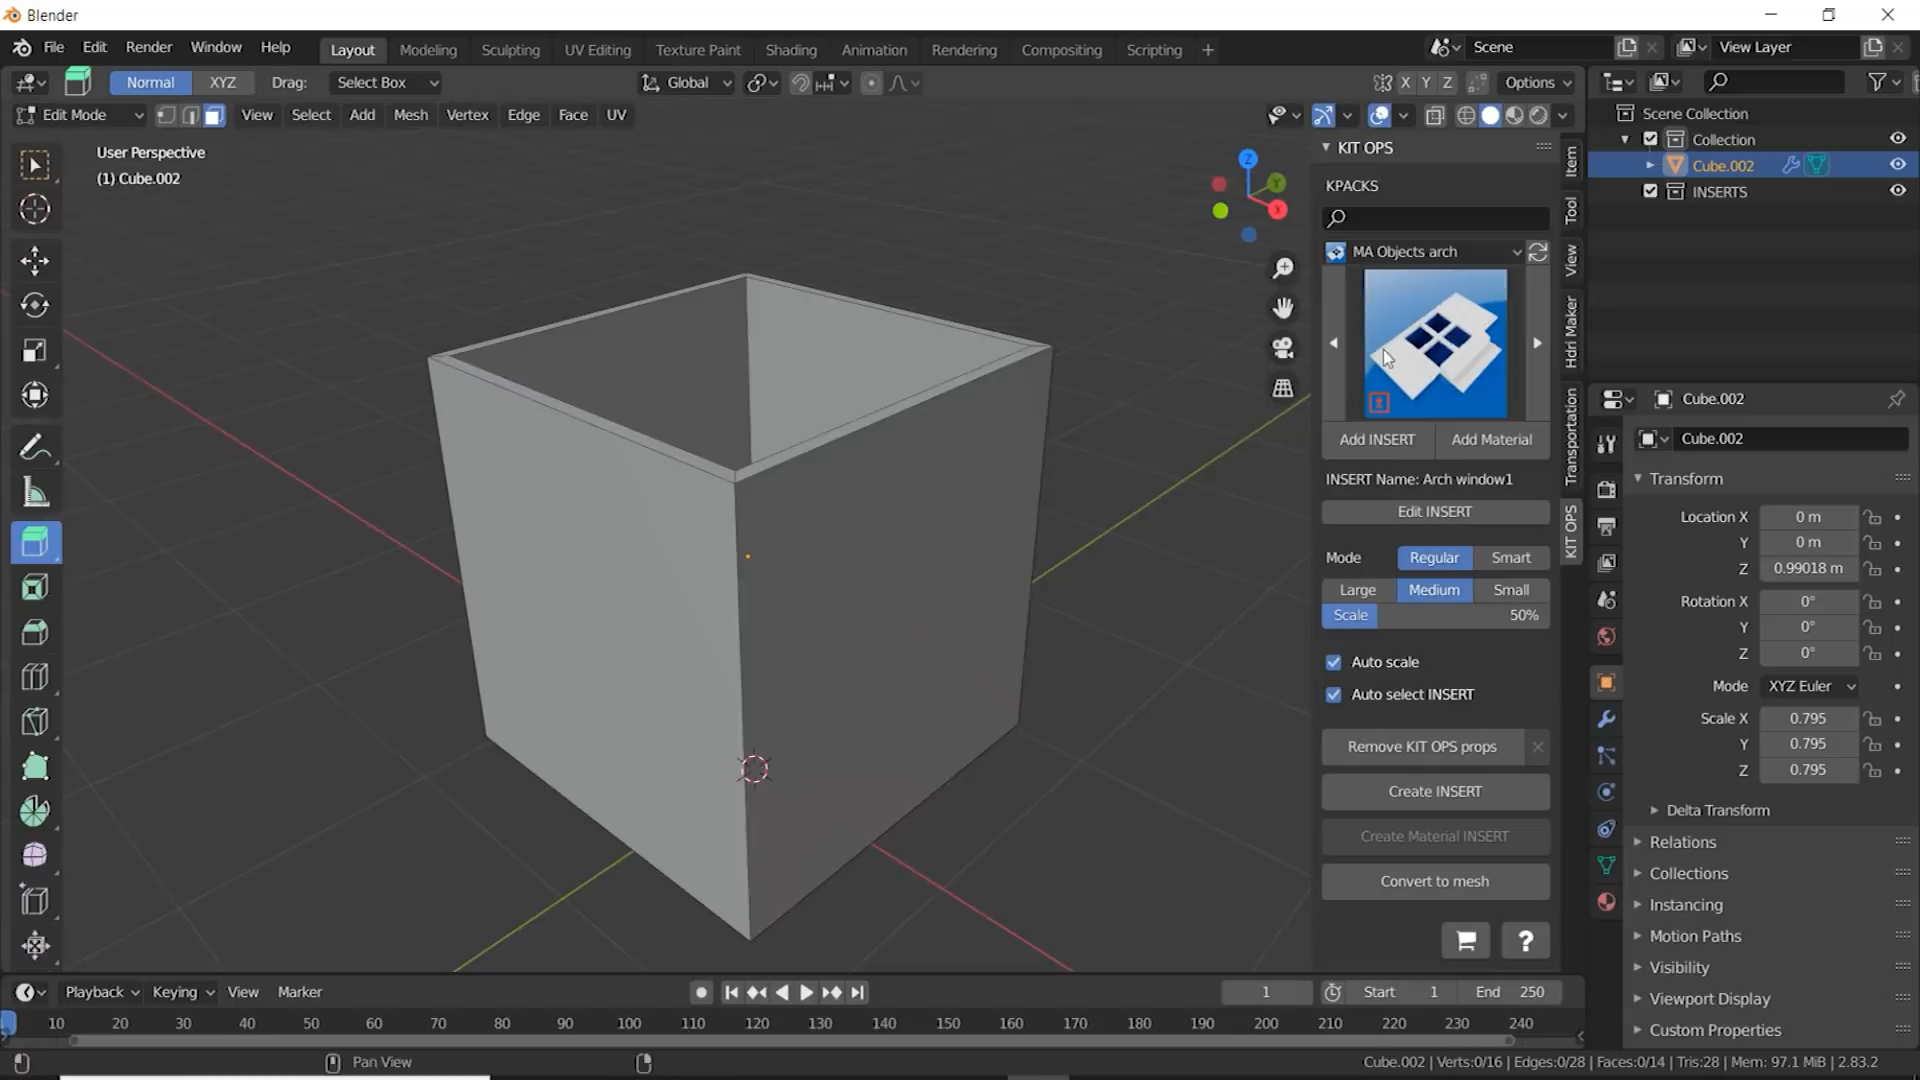 Blender
File Edit Render Window Help Layout Modeling Sculpting UV Editing Texture Paint Shading Animation Rendering Compositing Scripting + Scene View Layer
Normal XYZ Drag: Select Box Global X Y Z Options
Edit Mode View Select Add Mesh Vertex Edge Face UV
User Perspective
(1) Cube.002
Z
Y
X
KIT OPS
KPACKS
MA Objects arch
Add INSERT Add Material
INSERT Name: Arch window1
Edit INSERT
Mode Regular Smart
Large Medium Small
Scale 50%
Auto scale
Auto select INSERT
Remove KIT OPS props
Create INSERT
Create Material INSERT
Convert to mesh
?
Item
Tool
View
Hdri Maker
Transportation
KIT OPS
Scene Collection
Collection
Cube.002
INSERTS
Cube.002
Cube.002
Transform
Location X 0 m
Y 0 m
Z 0.99018 m
Rotation X 0°
Y 0°
Z 0°
Mode XYZ Euler
Scale X 0.795
Y 0.795
Z 0.795
Delta Transform
Relations
Collections
Instancing
Motion Paths
Visibility
Viewport Display
Custom Properties
Playback Keying View Marker 1 Start 1 End 250
10 20 30 40 50 60 70 80 90 100 110 120 130 140 150 160 170 180 190 200 210 220 230 240
Pan View
Cube.002 | Verts:0/16 | Edges:0/28 | Faces:0/14 | Tris:28 | Mem: 97.1 MiB | 2.83.2